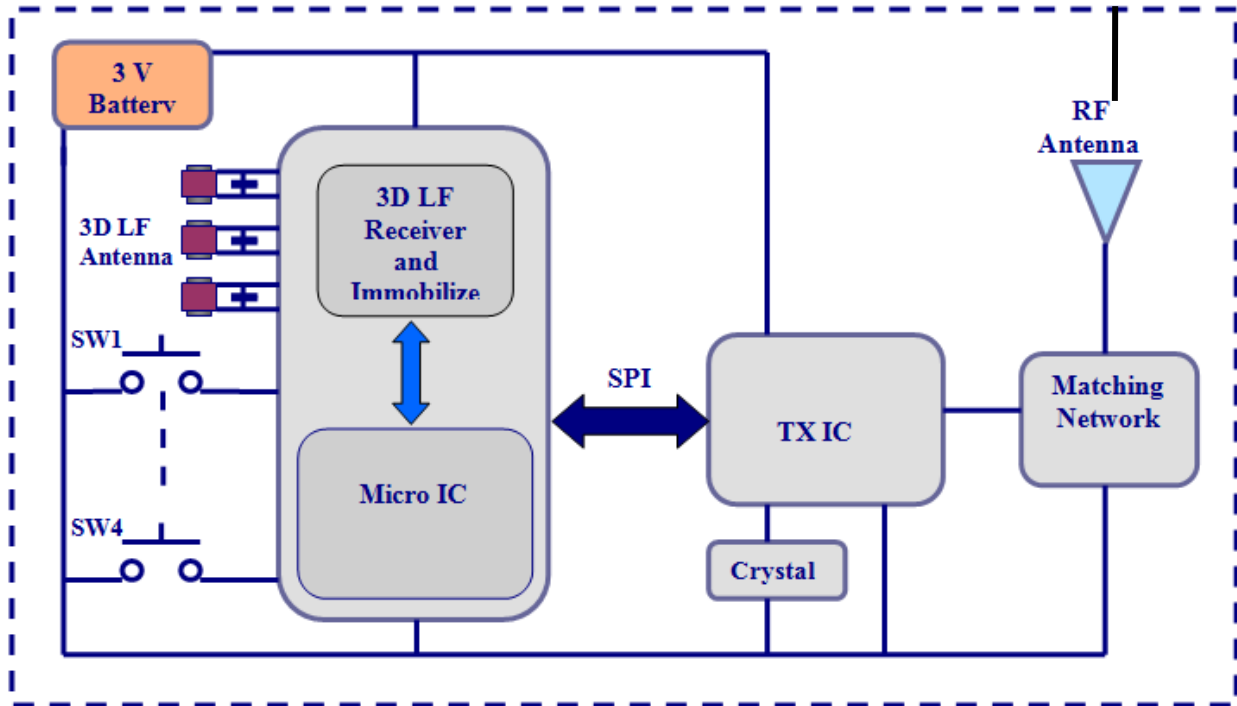 3 V
Battery
RF
Antenna
3D LF
Receiver
and
Immobilize
3D LF
Antenna
SW1
SPI
Matching
Network
TX IC
Micro IC
SW4
Crystal